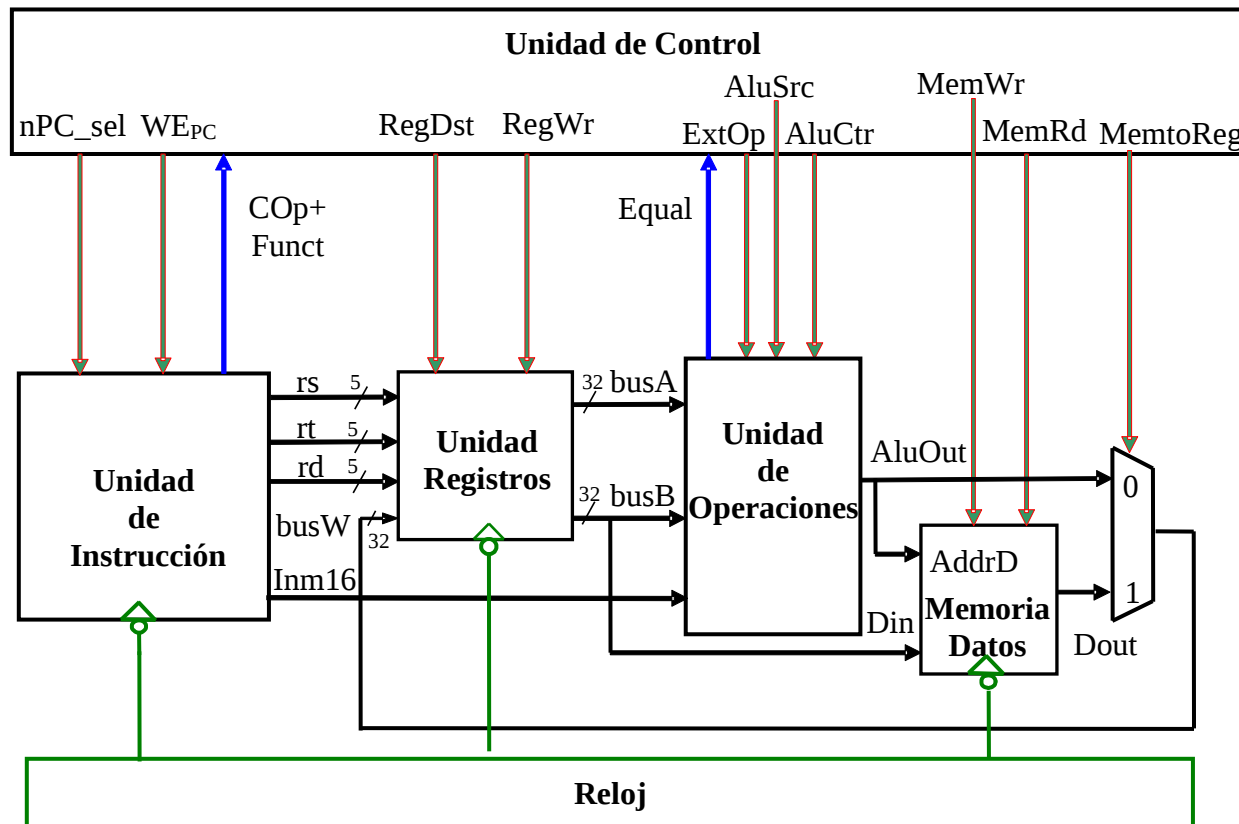 Unidad de Control
AluSrc
MemWr
nPC_sel
WEPC
RegDst
RegWr
ExtOp
AluCtr
MemRd
MemtoReg
COp+
Funct
Equal
rs
5
32
busA
rt
5
rd
5
busW
32
Inm16
Unidad
de
Instrucción
Unidad
Registros
32
busB
Unidad
de
Operaciones
AluOut
0
1
AddrD
Memoria
Datos
Din
Dout
Reloj